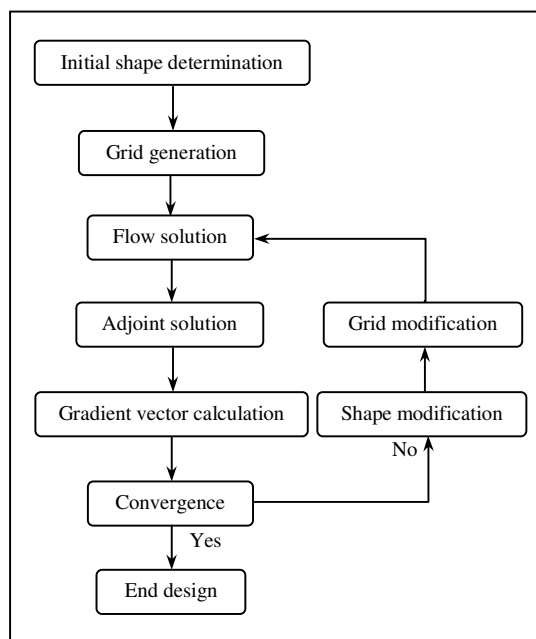 Initial shape determination
Grid generation
Flow solution
Adjoint solution
Grid modification
Gradient vector calculation
Shape modification
No
Convergence
Yes
End design